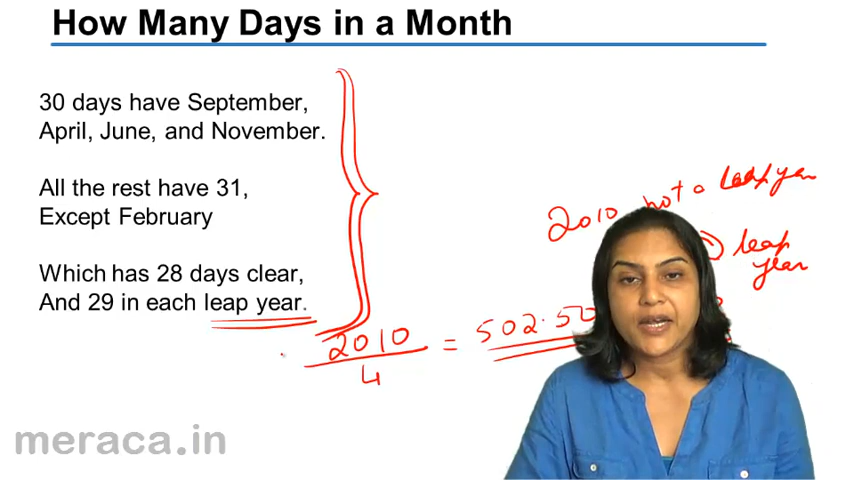 How Many Days in a Month
30 days have September,
April, June, and November.
All the rest have 31,
Except February
Which has 28 days clear,
And 29 in each leap year.
2010 not a leap year
leap
year
2010
4
= 502.50
meraca.in